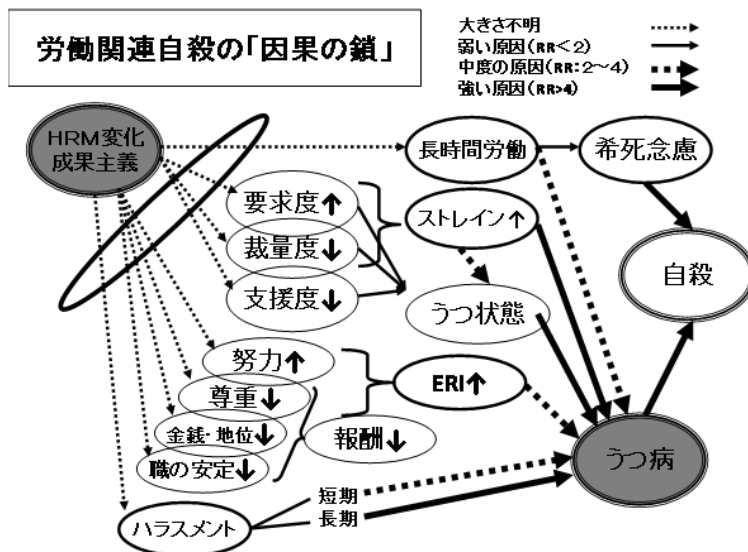 労働関連自殺の「因果の鎖」
大きさ不明
弱い原因(RR<2)
中度の原因(RR:2～4)
強い原因(RR>4)
HRM変化
成果主義
長時間労働
希死念慮
要求度↑
裁量度↓
支援度↓
ストレイン↑
うつ状態
自殺
努力↑
尊重↓
金銭・地位↓
職の安定↓
報酬↓
ERI↑
うつ病
ハラスメント
短期
長期